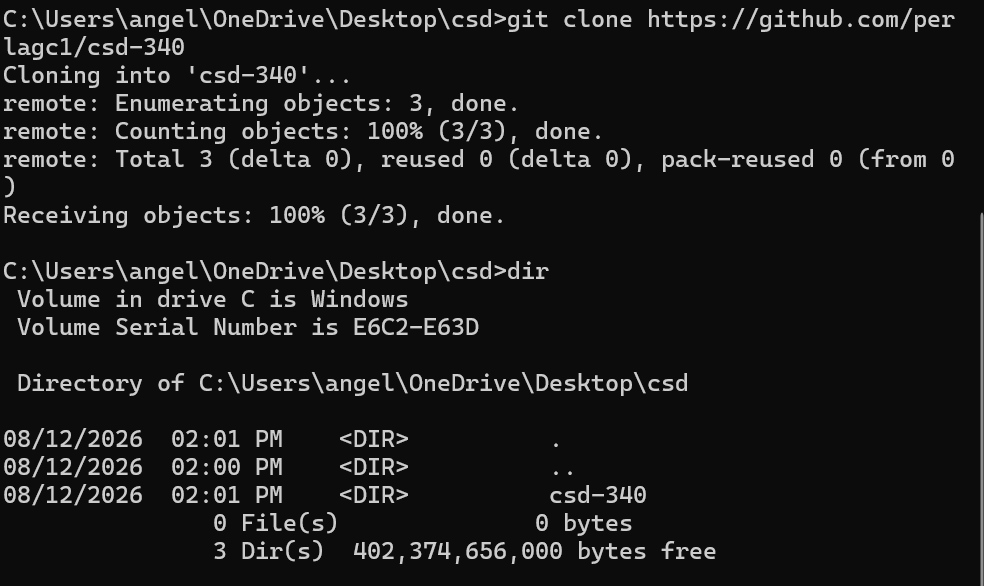 C:\Users\angel\OneDrive\Desktop\csd>git clone https://github.com/per
lagc1/csd-340
Cloning into 'csd-340'...
remote: Enumerating objects: 3, done.
remote: Counting objects: 100% (3/3), done.
remote: Total 3 (delta 0), reused 0 (delta 0), pack-reused 0 (from 0
)
Receiving objects: 100% (3/3), done.
C:\Users\angel\OneDrive\Desktop\csd>dir
 Volume in drive C is Windows
 Volume Serial Number is E6C2-E63D
 Directory of C:\Users\angel\OneDrive\Desktop\csd
08/12/2026  02:01 PM    <DIR>          .
08/12/2026  02:00 PM    <DIR>          ..
08/12/2026  02:01 PM    <DIR>          csd-340
               0 File(s)              0 bytes
               3 Dir(s)  402,374,656,000 bytes free